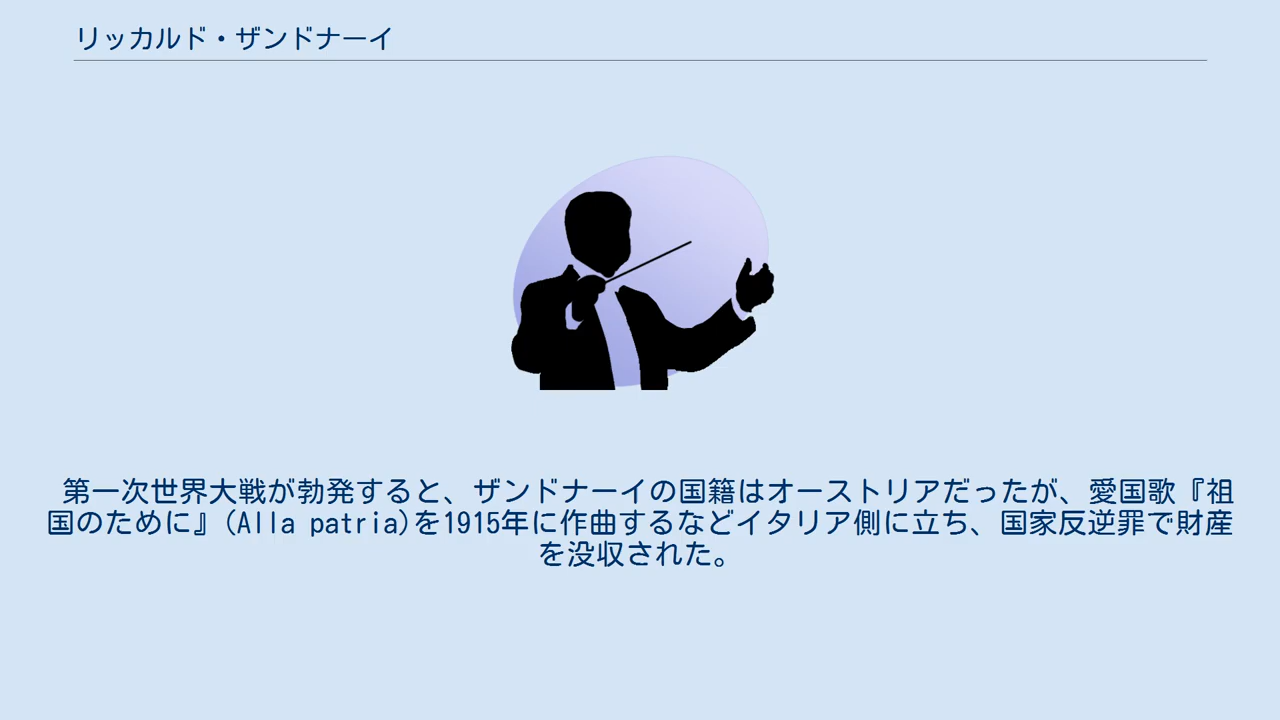 リッカルド・ザンドナーイ
第一次世界大戦が勃発すると、ザンドナーイの国籍はオーストリアだったが、愛国歌『祖
国のために』(Alla patria)を1915年に作曲するなどイタリア側に立ち、国家反逆罪で財産
を没収された。